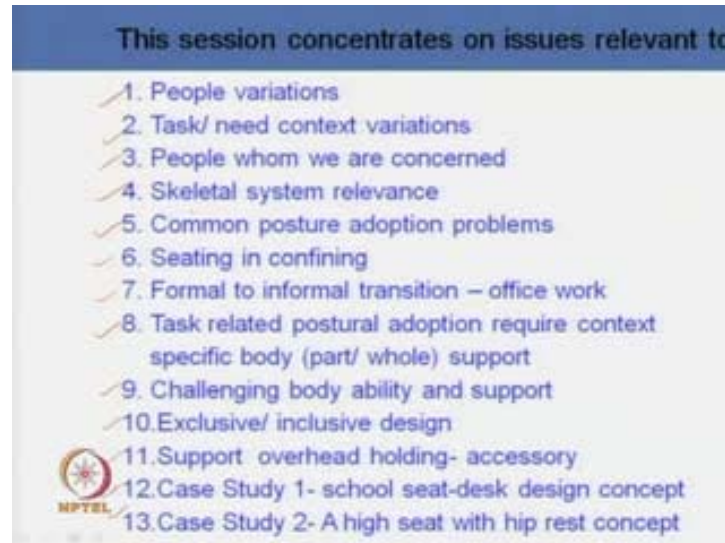 This session concentrates on issues relevant to
1. People variations
2. Task/ need context variations
3. People whom we are concerned
4. Skeletal system relevance
5. Common posture adoption problems
6. Seating in confining
7. Formal to informal transition – office work
8. Task related postural adoption require context
specific body (part/ whole) support
9. Challenging body ability and support
10.Exclusive/ inclusive design
11.Support overhead holding- accessory
12.Case Study 1- school seat-desk design concept
13.Case Study 2- A high seat with hip rest concept
NPTEL